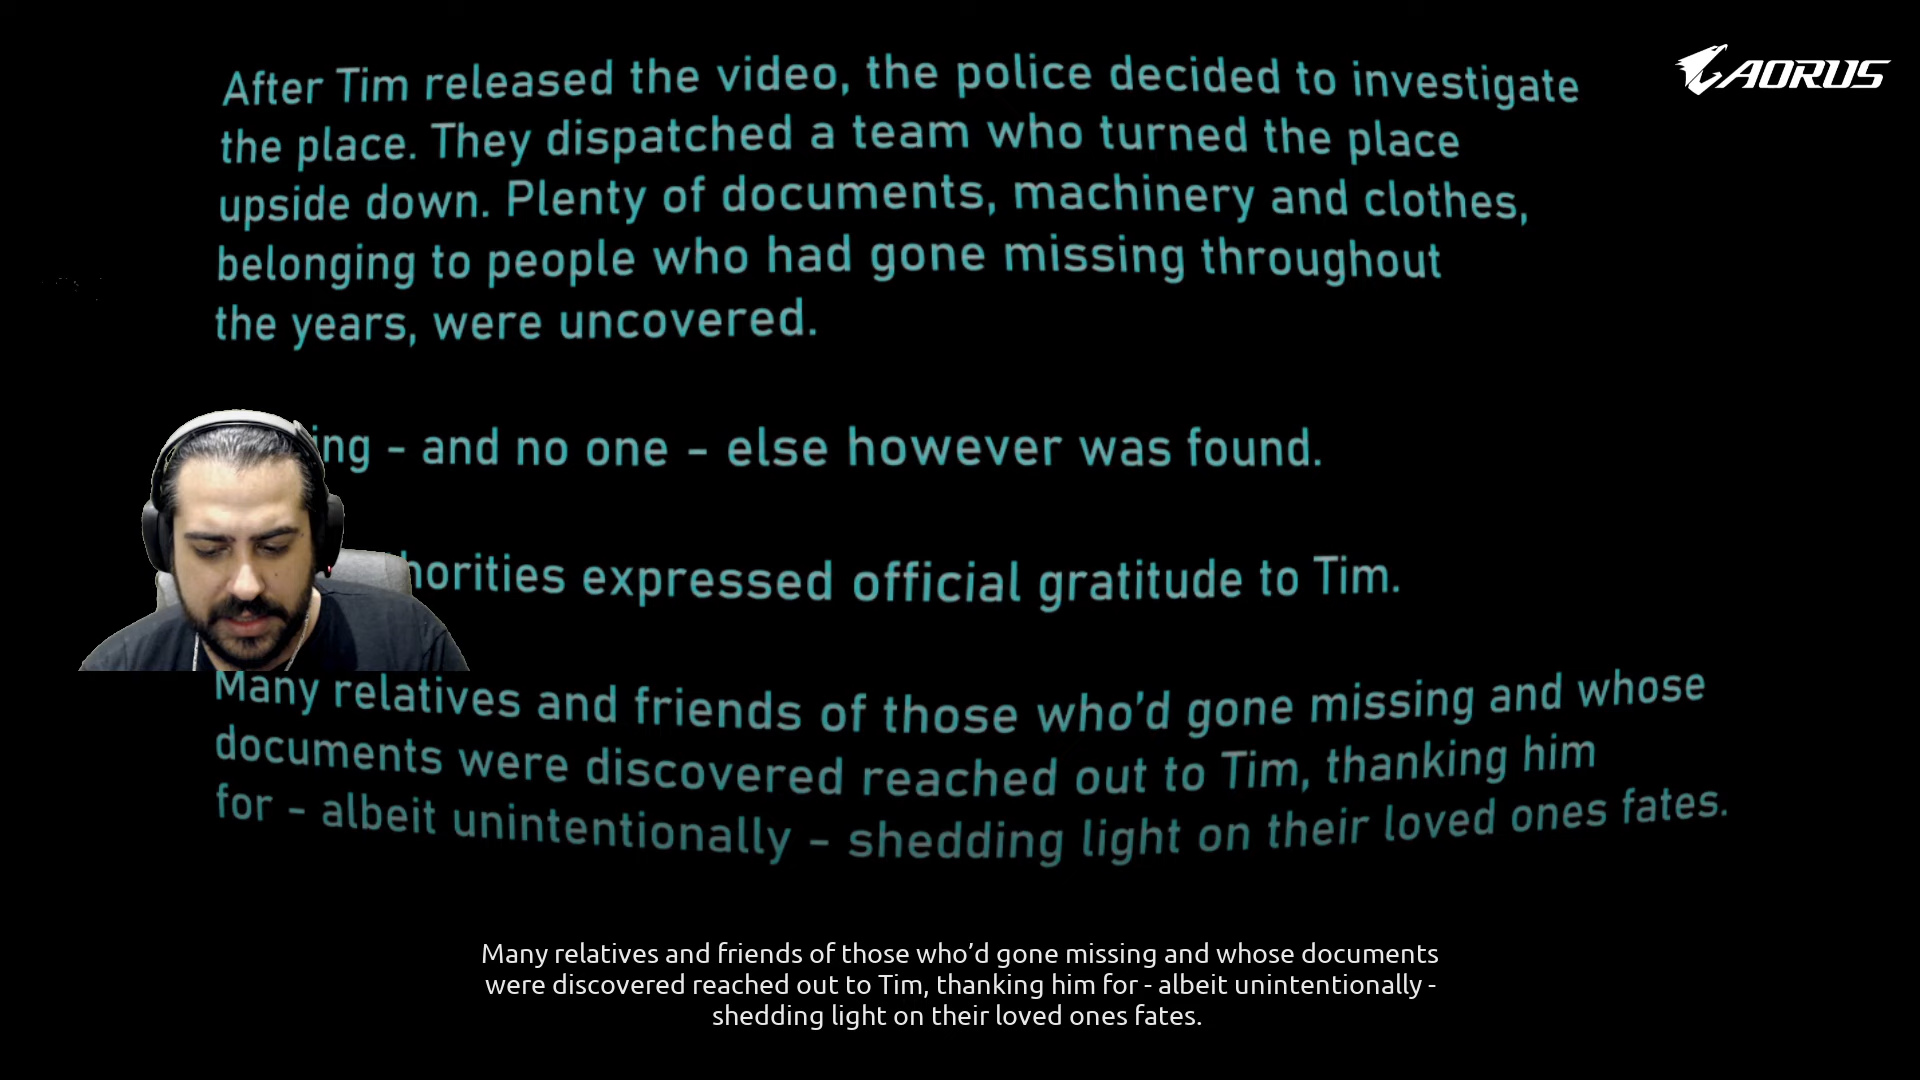 AORUS
After Tim released the video, the police decided to investigate
the place. They dispatched a team who turned the place
upside down. Plenty of documents, machinery and clothes,
belonging to people who had gone missing throughout
the years, were uncovered.
- and no one - else however was found.
expressed official gratitude to Tim.
Many relatives and friends of those who'd gone missing and whose
documents were discovered reached out to Tim, thanking him
for - albeit unintentionally - shedding light on their loved ones fates.
Many relatives and friends of those who'd gone missing and whose documents
were discovered reached out to Tim, thanking him for - albeit unintentionally -
shedding light on their loved ones fates.